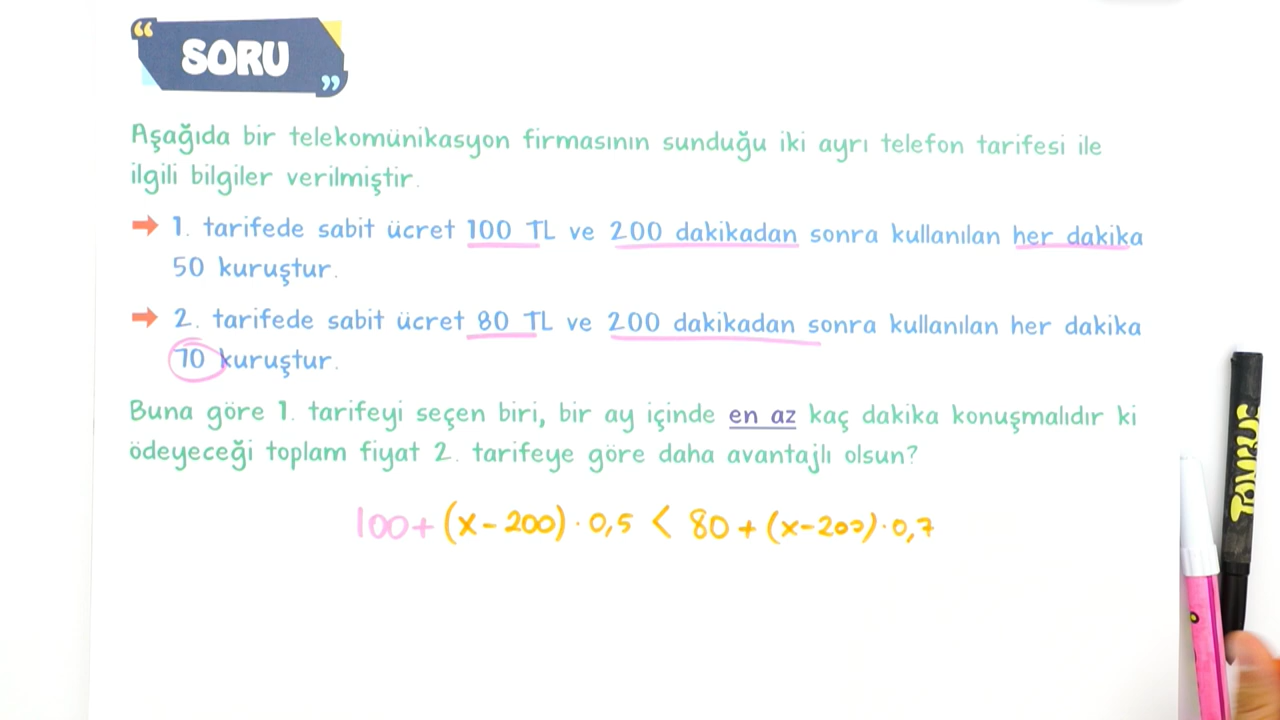 “ SORU ”
Aşağıda bir telekomünikasyon firmasının sunduğu iki ayrı telefon tarifesi ile
ilgili bilgiler verilmiştir.
➡ 1. tarifede sabit ücret 100 TL ve 200 dakikadan sonra kullanılan her dakika
50 kuruştur.
➡ 2. tarifede sabit ücret 80 TL ve 200 dakikadan sonra kullanılan her dakika
70 kuruştur.
Buna göre 1. tarifeyi seçen biri, bir ay içinde en az kaç dakika konuşmalıdır ki
ödeyeceği toplam fiyat 2. tarifeye göre daha avantajlı olsun?
100 + (x - 200) · 0,5 < 80 + (x - 200) · 0,7